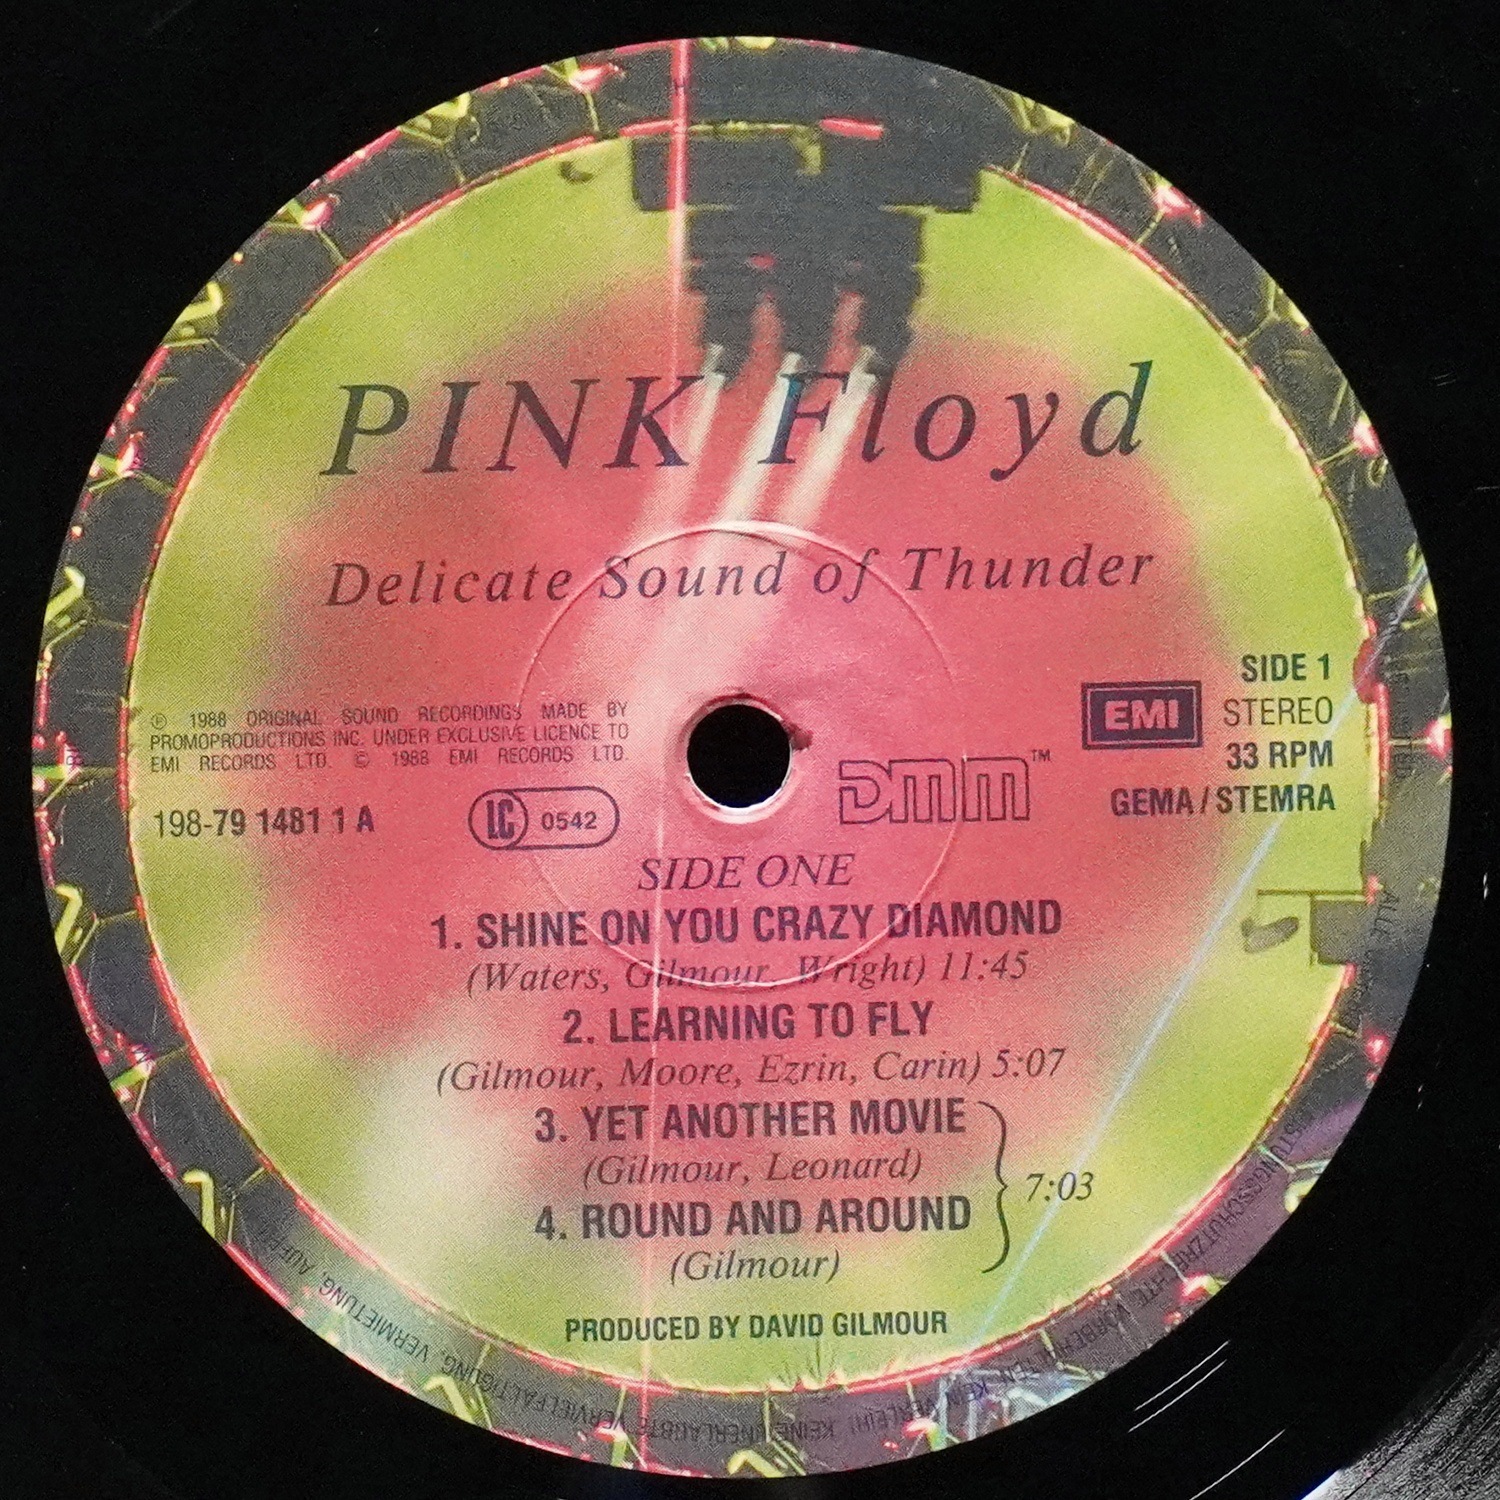 PINK Floyd
Delicate Sound of Thunder
℗ 1988 ORIGINAL SOUND RECORDINGS MADE BY
PROMOPRODUCTIONS INC. UNDER EXCLUSIVE LICENCE TO
EMI RECORDS LTD. © 1988 EMI RECORDS LTD.
198-79 1481 1 A
LC 0542
DMM™
EMI
SIDE 1
STEREO
33 RPM
GEMA/STEMRA
SIDE ONE
1. SHINE ON YOU CRAZY DIAMOND
(Waters, Gilmour, Wright) 11:45
2. LEARNING TO FLY
(Gilmour, Moore, Ezrin, Carin) 5:07
3. YET ANOTHER MOVIE
(Gilmour, Leonard)
4. ROUND AND AROUND
7:03
(Gilmour)
PRODUCED BY DAVID GILMOUR
VERMIETUNG,